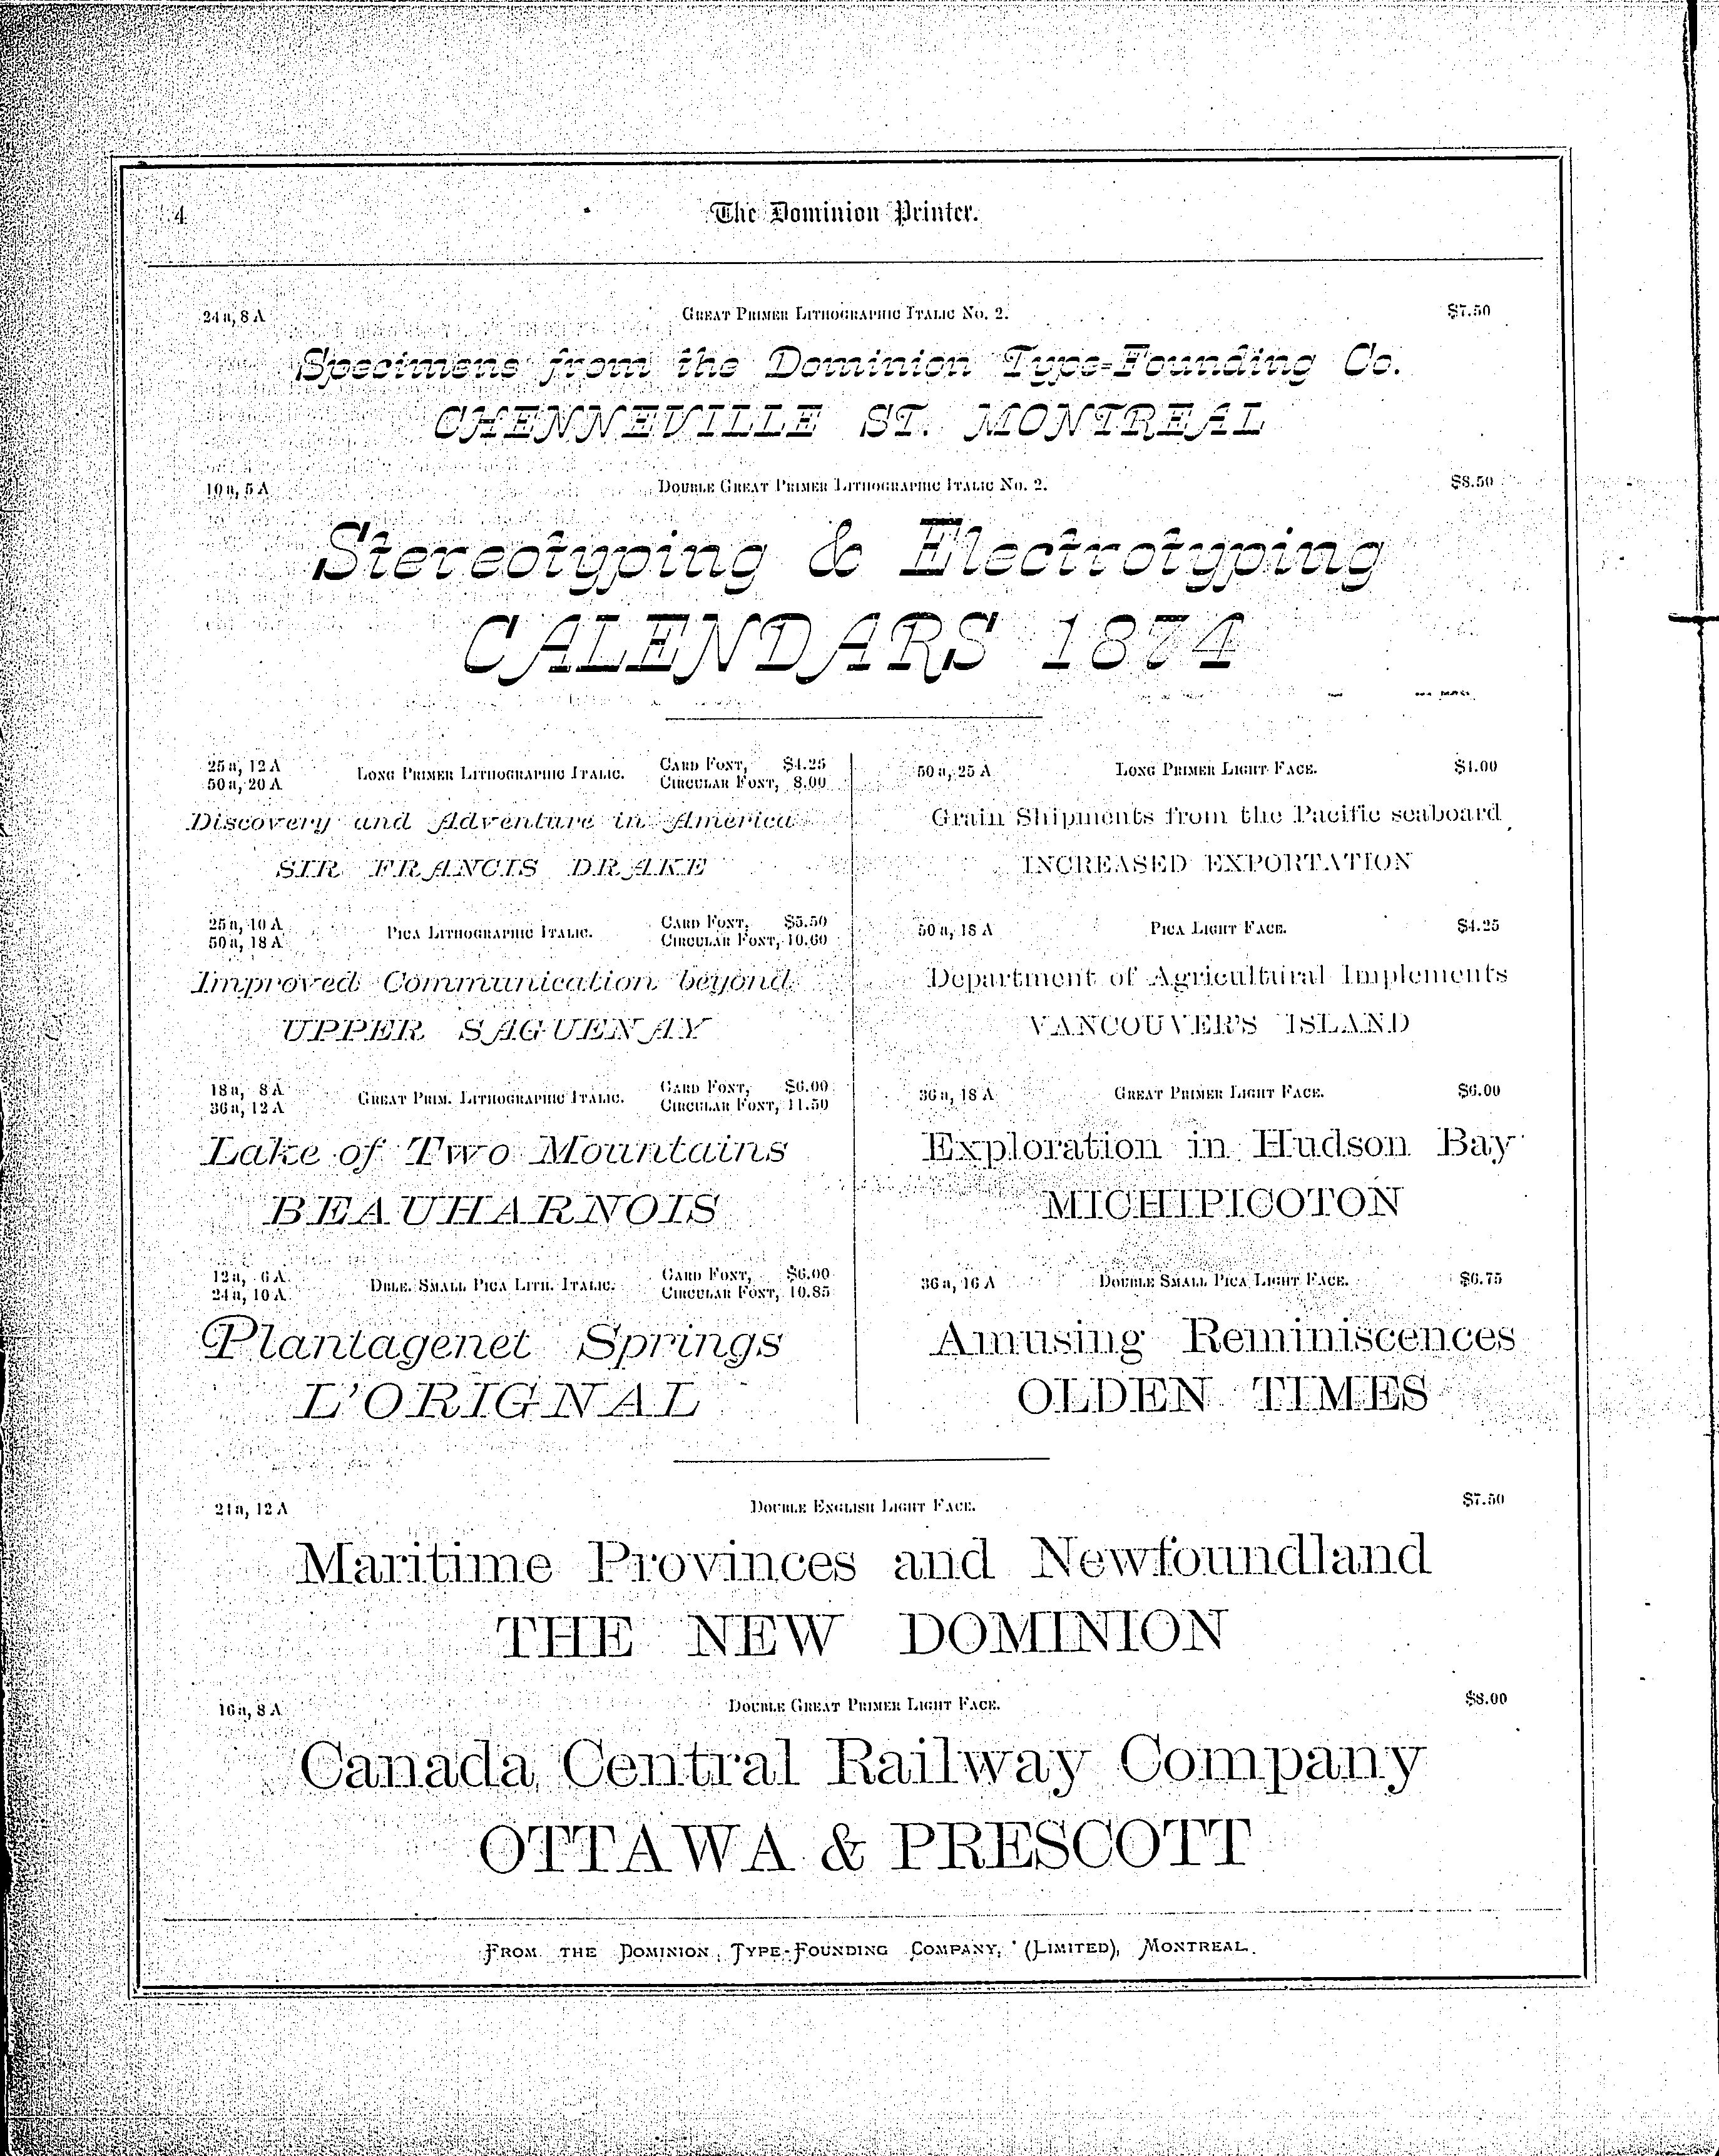 4
The Dominion Printer.
24 a, 8 A GREAT PRIMER LITHOGRAPHIC ITALIC NO. 2. $7.50
Specimens from the Dominion Type-Founding Co.
CHENNEVILLE ST. MONTREAL
10 a, 5 A DOUBLE GREAT PRIMER LITHOGRAPHIC ITALIC NO. 2. $8.50
Stereotyping & Electrotyping
CALENDARS 1874
25 a, 12 A
50 a, 20 A
LONG PRIMER LITHOGRAPHIC ITALIC.
CARD FONT, $4.25
CIRCULAR FONT, 8.00
Discovery and Adventure in America
SIR FRANCIS DRAKE
25 a, 10 A
50 a, 18 A
PICA LITHOGRAPHIC ITALIC.
CARD FONT, $5.50
CIRCULAR FONT, 10.60
Improved Communication beyond
UPPER SAGUENAY
18 a, 8 A
36 a, 12 A
GREAT PRIM. LITHOGRAPHIC ITALIC.
CARD FONT, $6.00
CIRCULAR FONT, 11.50
Lake of Two Mountains
BEAUHARNOIS
12 a, 6 A
24 a, 10 A
DBLE. SMALL PICA LITH. ITALIC.
CARD FONT, $6.00
CIRCULAR FONT, 10.85
Plantagenet Springs
L'ORIGNAL
50 a, 25 A LONG PRIMER LIGHT FACE. $4.00
Grain Shipments from the Pacific seaboard
INCREASED EXPORTATION
50 a, 18 A PICA LIGHT FACE. $4.25
Department of Agricultural Implements
VANCOUVER'S ISLAND
36 a, 18 A GREAT PRIMER LIGHT FACE. $6.00
Exploration in Hudson Bay
MICHIPICOTON
36 a, 16 A DOUBLE SMALL PICA LIGHT FACE. $6.75
Amusing Reminiscences
OLDEN TIMES
24 a, 12 A DOUBLE ENGLISH LIGHT FACE. $7.50
Maritime Provinces and Newfoundland
THE NEW DOMINION
16 a, 8 A DOUBLE GREAT PRIMER LIGHT FACE. $8.00
Canada Central Railway Company
OTTAWA & PRESCOTT
FROM THE DOMINION TYPE-FOUNDING COMPANY, (LIMITED), MONTREAL.